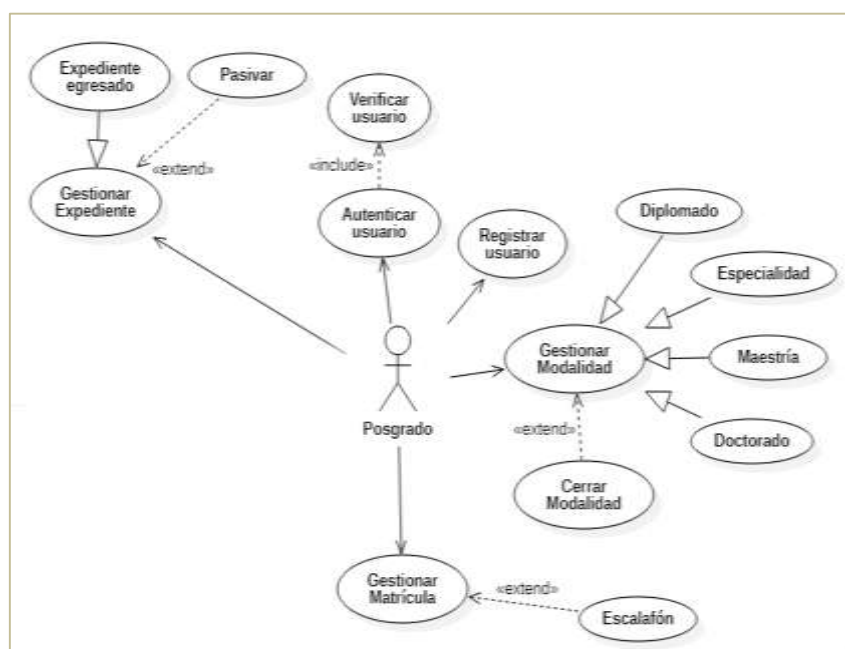 Expediente
egresado
Pasivar
Verificar
usuario
«extend»
«include»
Gestionar
Expediente
Autenticar
usuario
Registrar
usuario
Diplomado
Especialidad
Gestionar
Modalidad
Maestría
Posgrado
«extend»
Doctorado
Cerrar
Modalidad
Gestionar
Matrícula
«extend»
Escalafón